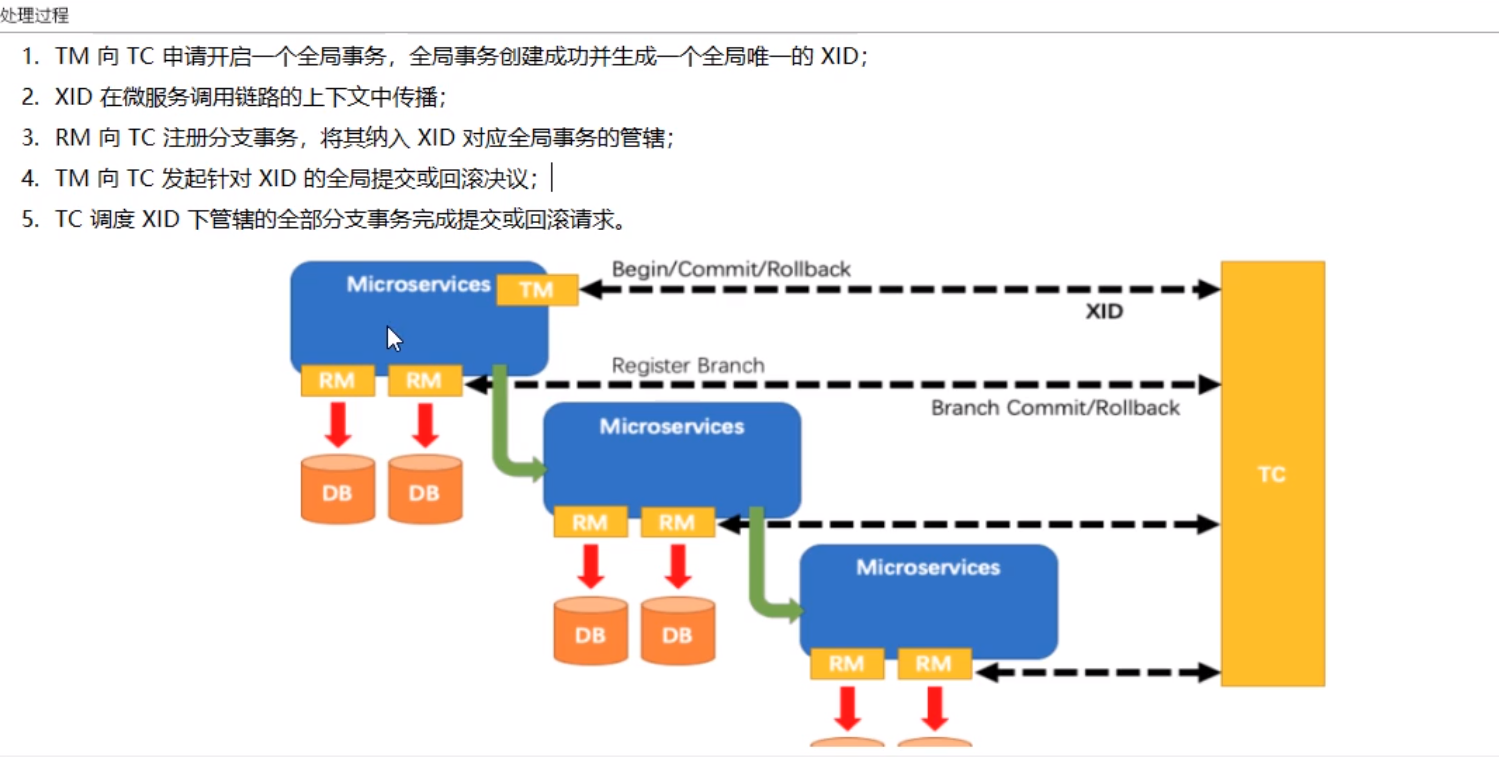 处理过程
1. TM 向 TC 申请开启一个全局事务，全局事务创建成功并生成一个全局唯一的 XID；
2. XID 在微服务调用链路的上下文中传播；
3. RM 向 TC 注册分支事务，将其纳入 XID 对应全局事务的管辖；
4. TM 向 TC 发起针对 XID 的全局提交或回滚决议；
5. TC 调度 XID 下管辖的全部分支事务完成提交或回滚请求。
Begin/Commit/Rollback
Microservices
TM
XID
Register Branch
RM
RM
Branch Commit/Rollback
Microservices
TC
DB
DB
RM
RM
Microservices
DB
DB
RM
RM